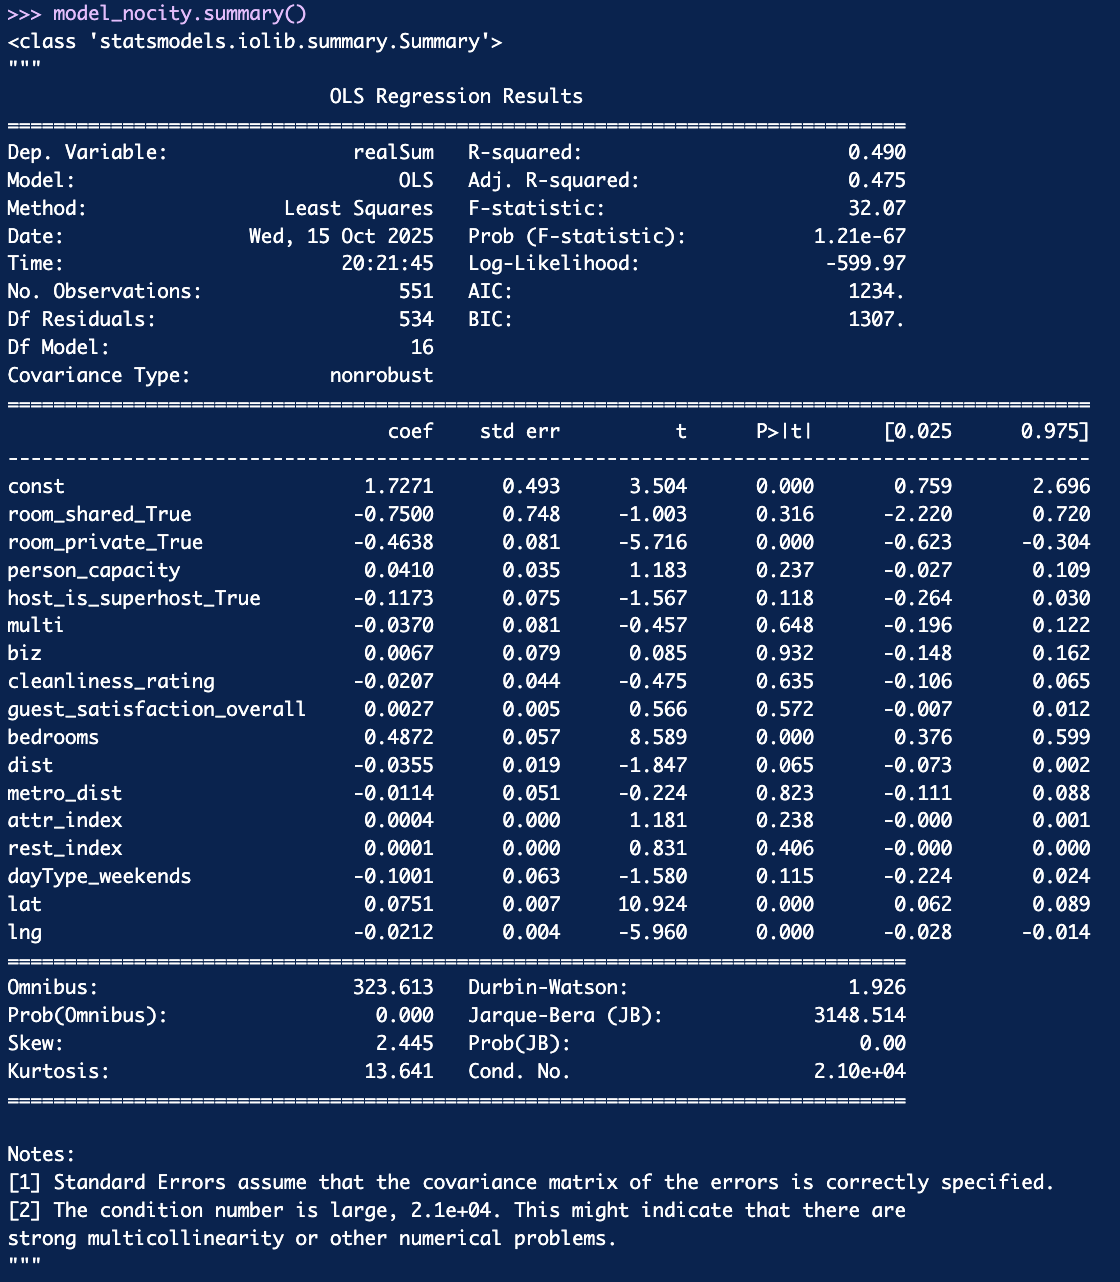 >>> model_nocity.summary()
<class 'statsmodels.iolib.summary.Summary'>
"""
                            OLS Regression Results
==============================================================================
Dep. Variable:                realSum   R-squared:                       0.490
Model:                            OLS   Adj. R-squared:                  0.475
Method:                 Least Squares   F-statistic:                     32.07
Date:                Wed, 15 Oct 2025   Prob (F-statistic):           1.21e-67
Time:                        20:21:45   Log-Likelihood:                -599.97
No. Observations:                 551   AIC:                             1234.
Df Residuals:                     534   BIC:                             1307.
Df Model:                          16
Covariance Type:            nonrobust
==============================================================================================
                                 coef    std err          t      P>|t|      [0.025      0.975]
----------------------------------------------------------------------------------------------
const                          1.7271      0.493      3.504      0.000       0.759       2.696
room_shared_True              -0.7500      0.748     -1.003      0.316      -2.220       0.720
room_private_True             -0.4638      0.081     -5.716      0.000      -0.623      -0.304
person_capacity                0.0410      0.035      1.183      0.237      -0.027       0.109
host_is_superhost_True        -0.1173      0.075     -1.567      0.118      -0.264       0.030
multi                         -0.0370      0.081     -0.457      0.648      -0.196       0.122
biz                            0.0067      0.079      0.085      0.932      -0.148       0.162
cleanliness_rating            -0.0207      0.044     -0.475      0.635      -0.106       0.065
guest_satisfaction_overall     0.0027      0.005      0.566      0.572      -0.007       0.012
bedrooms                       0.4872      0.057      8.589      0.000       0.376       0.599
dist                          -0.0355      0.019     -1.847      0.065      -0.073       0.002
metro_dist                    -0.0114      0.051     -0.224      0.823      -0.111       0.088
attr_index                     0.0004      0.000      1.181      0.238      -0.000       0.001
rest_index                     0.0001      0.000      0.831      0.406      -0.000       0.000
dayType_weekends              -0.1001      0.063     -1.580      0.115      -0.224       0.024
lat                            0.0751      0.007     10.924      0.000       0.062       0.089
lng                           -0.0212      0.004     -5.960      0.000      -0.028      -0.014
==============================================================================
Omnibus:                      323.613   Durbin-Watson:                   1.926
Prob(Omnibus):                  0.000   Jarque-Bera (JB):             3148.514
Skew:                           2.445   Prob(JB):                         0.00
Kurtosis:                      13.641   Cond. No.                     2.10e+04
==============================================================================

Notes:
[1] Standard Errors assume that the covariance matrix of the errors is correctly specified.
[2] The condition number is large, 2.1e+04. This might indicate that there are
strong multicollinearity or other numerical problems.
"""